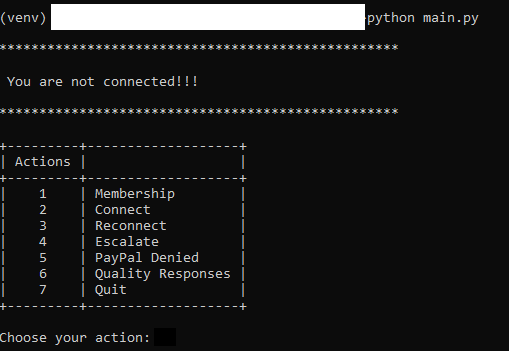 (venv) python main.py
**************************************************
You are not connected!!!
**************************************************
+---------+-------------------+
| Actions |                   |
+---------+-------------------+
|    1    | Membership        |
|    2    | Connect           |
|    3    | Reconnect         |
|    4    | Escalate          |
|    5    | PayPal Denied     |
|    6    | Quality Responses |
|    7    | Quit              |
+---------+-------------------+
Choose your action: